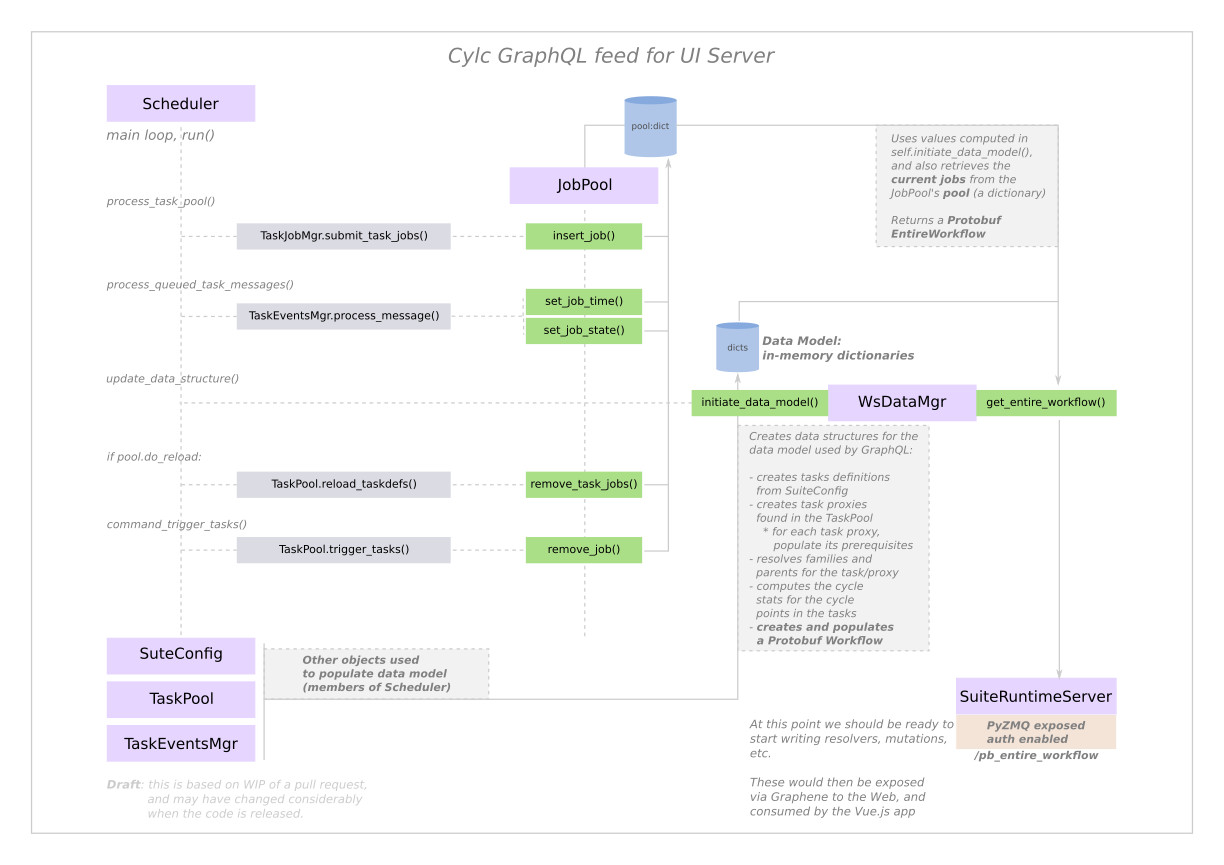 Cylc GraphQL feed for UI Server
Scheduler
main loop, run()
pool:dict
Uses values computed in
self.initiate_data_model(),
and also retrieves the
current jobs from the
JobPool's pool (a dictionary)
Returns a Protobuf
EntireWorkflow
JobPool
process_task_pool()
TaskJobMgr.submit_task_jobs()
insert_job()
process_queued_task_messages()
TaskEventsMgr.process_message()
set_job_time()
set_job_state()
dicts
Data Model:
in-memory dictionaries
update_data_structure()
initiate_data_model()
WsDataMgr
get_entire_workflow()
Creates data structures for the
data model used by GraphQL:
- creates tasks definitions
from SuiteConfig
- creates task proxies
found in the TaskPool
* for each task proxy,
populate its prerequisites
- resolves families and
parents for the task/proxy
- computes the cycle
stats for the cycle
points in the tasks
- creates and populates
a Protobuf Workflow
if pool.do_reload:
TaskPool.reload_taskdefs()
remove_task_jobs()
command_trigger_tasks()
TaskPool.trigger_tasks()
remove_job()
SuteConfig
TaskPool
TaskEventsMgr
Other objects used
to populate data model
(members of Scheduler)
SuiteRuntimeServer
PyZMQ exposed
auth enabled
/pb_entire_workflow
At this point we should be ready to
start writing resolvers, mutations,
etc.
These would then be exposed
via Graphene to the Web, and
consumed by the Vue.js app
Draft: this is based on WIP of a pull request,
and may have changed considerably
when the code is released.